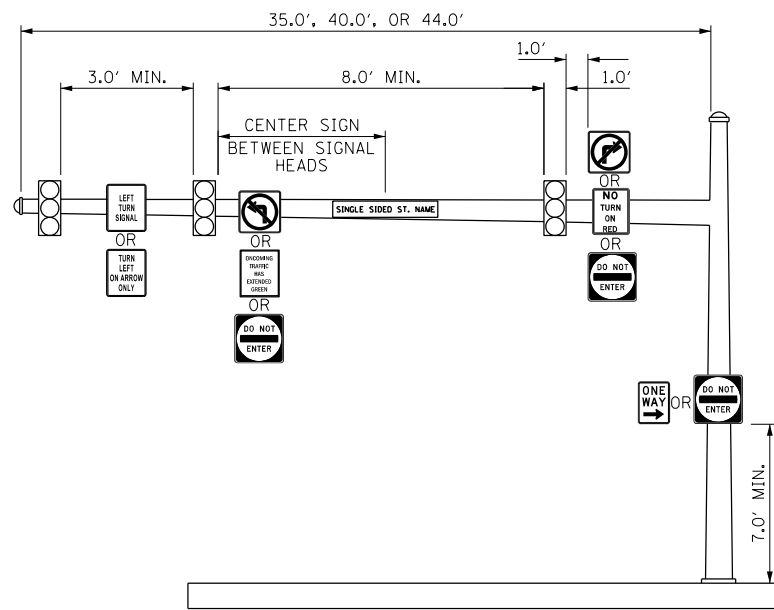 35.0', 40.0', OR 44.0'
1.0'
3.0' MIN.
8.0' MIN.
1.0'
CENTER SIGN
BETWEEN SIGNAL
HEADS
LEFT
TURN
SIGNAL
OR
TURN
LEFT
ON ARROW
ONLY
OR
ONCOMING
TRAFFIC
HAS
EXTENDED
GREEN
OR
DO NOT
ENTER
SINGLE SIDED ST. NAME
OR
NO
TURN
ON
RED
OR
DO NOT
ENTER
ONE
WAY
OR
DO NOT
ENTER
7.0' MIN.